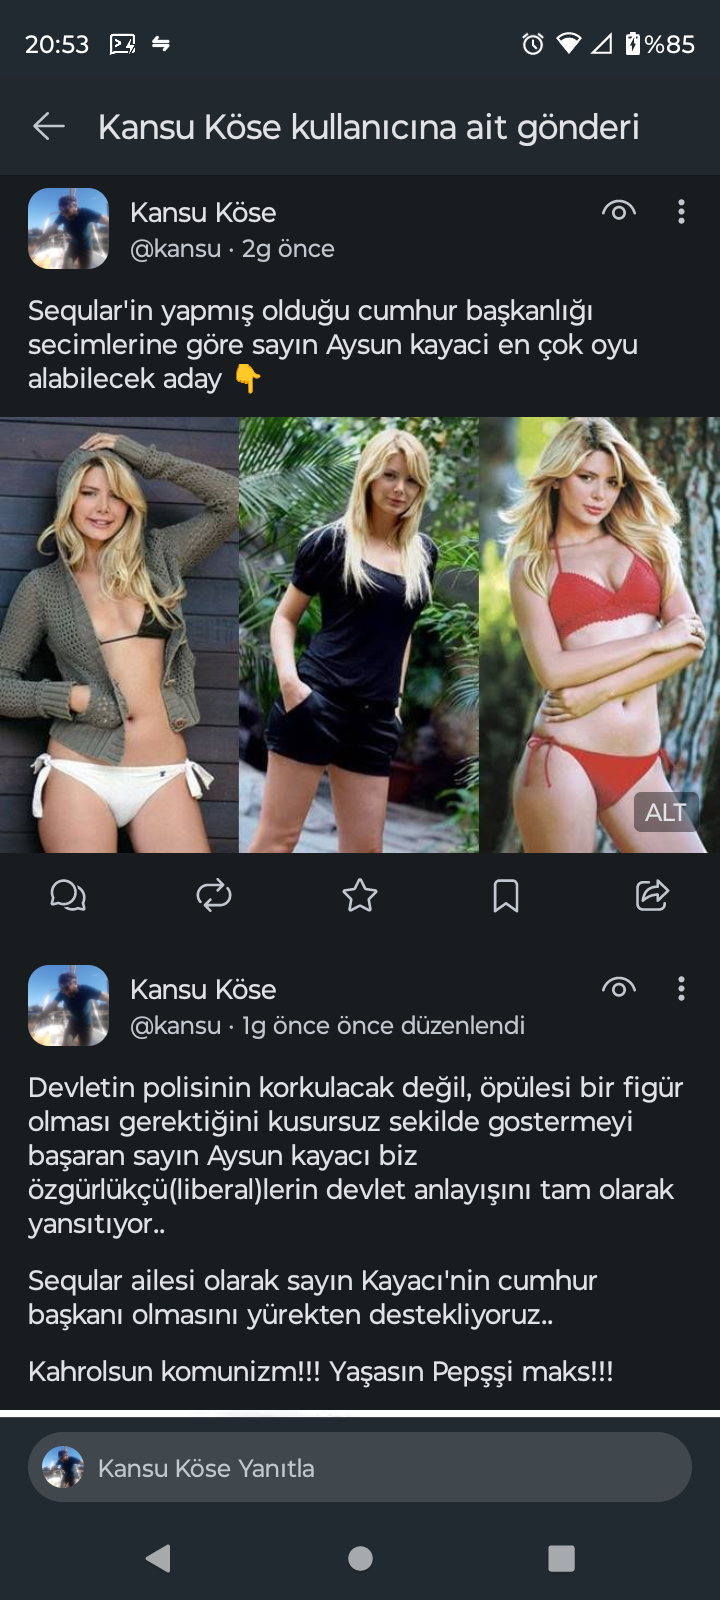 20:53
%85
Kansu Köse kullanıcına ait gönderi
Kansu Köse
@kansu · 2g önce
Seqular'in yapmış olduğu cumhur başkanlığı
secimlerine göre sayın Aysun kayaci en çok oyu
alabilecek aday 👇
ALT
Kansu Köse
@kansu · 1g önce önce düzenlendi
Devletin polisinin korkulacak değil, öpülesi bir figür
olması gerektiğini kusursuz sekilde gostermeyi
başaran sayın Aysun kayacı biz
özgürlükçü(liberal)lerin devlet anlayışını tam olarak
yansıtıyor..
Seqular ailesi olarak sayın Kayacı'nin cumhur
başkanı olmasını yürekten destekliyoruz..
Kahrolsun komunizm!!! Yaşasın Pepşşi maks!!!
Kansu Köse Yanıtla